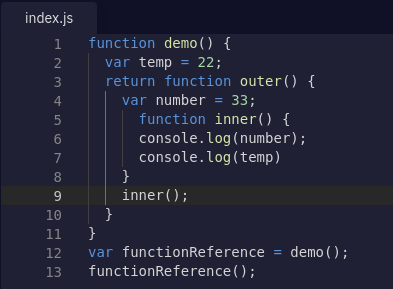 index.js
1 function demo() {
2 var temp = 22;
3 return function outer() {
4 var number = 33;
5 function inner() {
6 console.log(number);
7 console.log(temp)
8 }
9 inner();
10 }
11 }
12 var functionReference = demo();
13 functionReference();